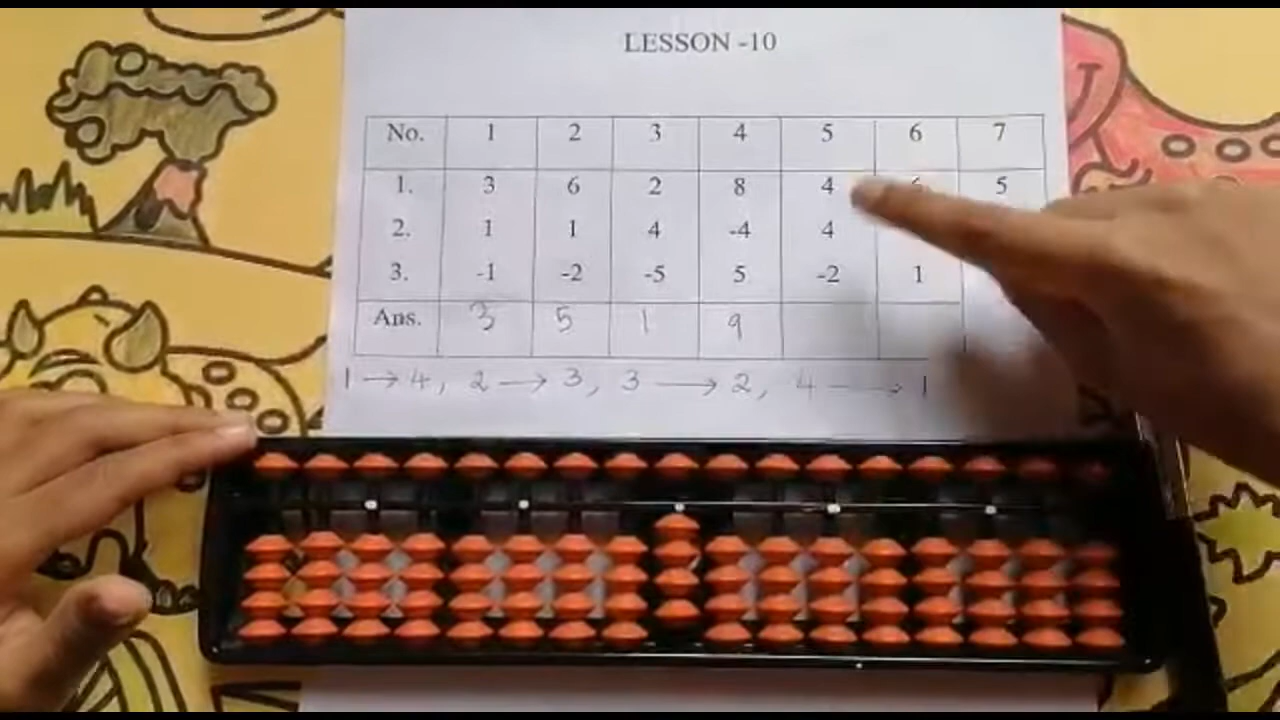 LESSON -10
No. 1 2 3 4 5 6 7
1. 3 6 2 8 4 5
2. 1 1 4 -4 4
3. -1 -2 -5 5 -2 1
Ans. 3 5 1 9
1 → 4, 2 → 3, 3 → 2, 4 → 1